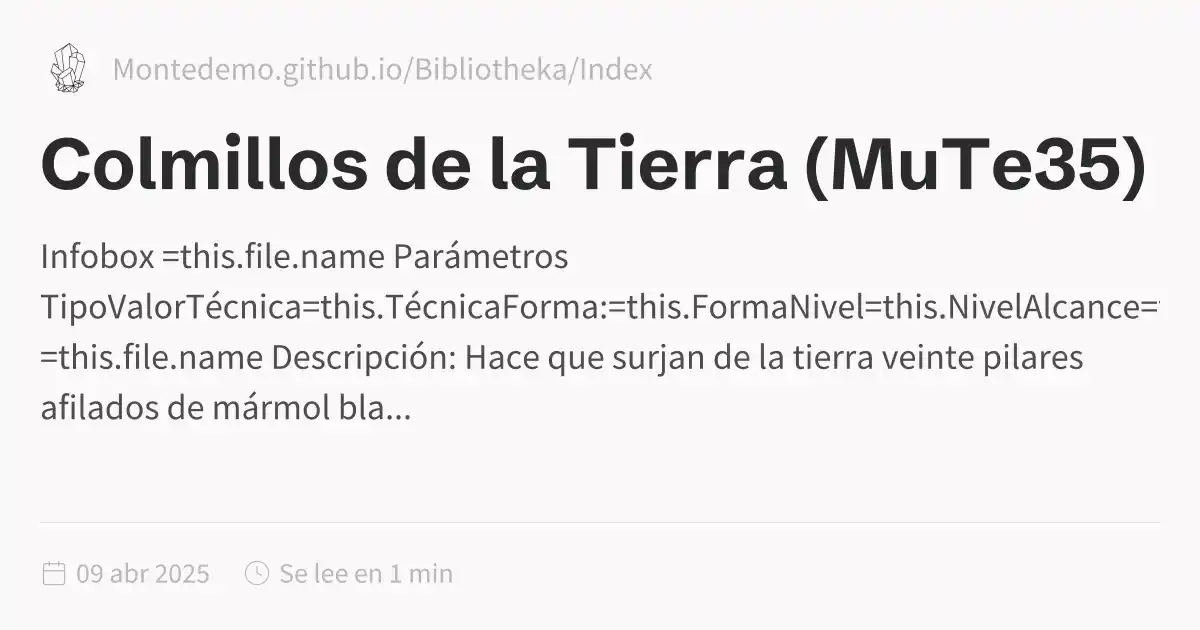 Montedemo.github.io/Bibliotheka/Index
Colmillos de la Tierra (MuTe35)
Infobox =this.file.name Parámetros
TipoValorTécnica=this.TécnicaForma:=this.FormaNivel=this.NivelAlcance=
=this.file.name Descripción: Hace que surjan de la tierra veinte pilares
afilados de mármol bla...
09 abr 2025 Se lee en 1 min